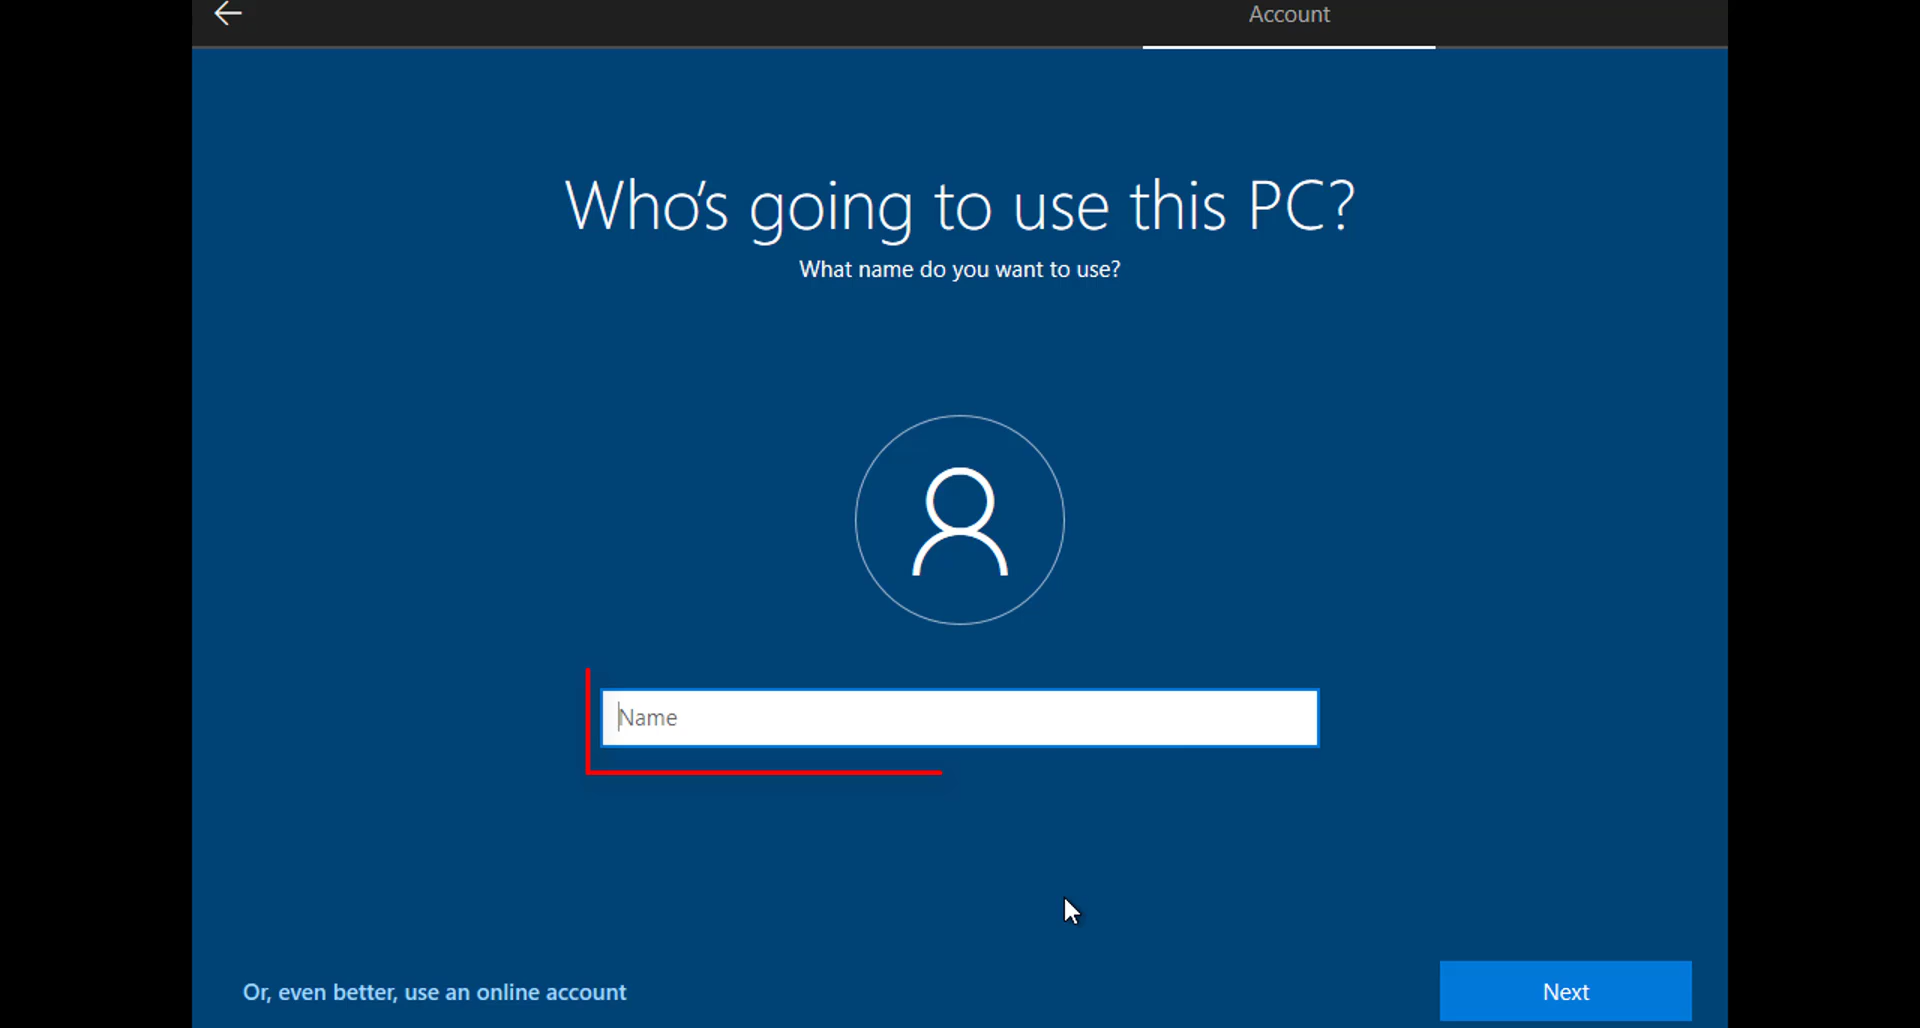 Account
Who's going to use this PC?
What name do you want to use?
Name
Or, even better, use an online account
Next